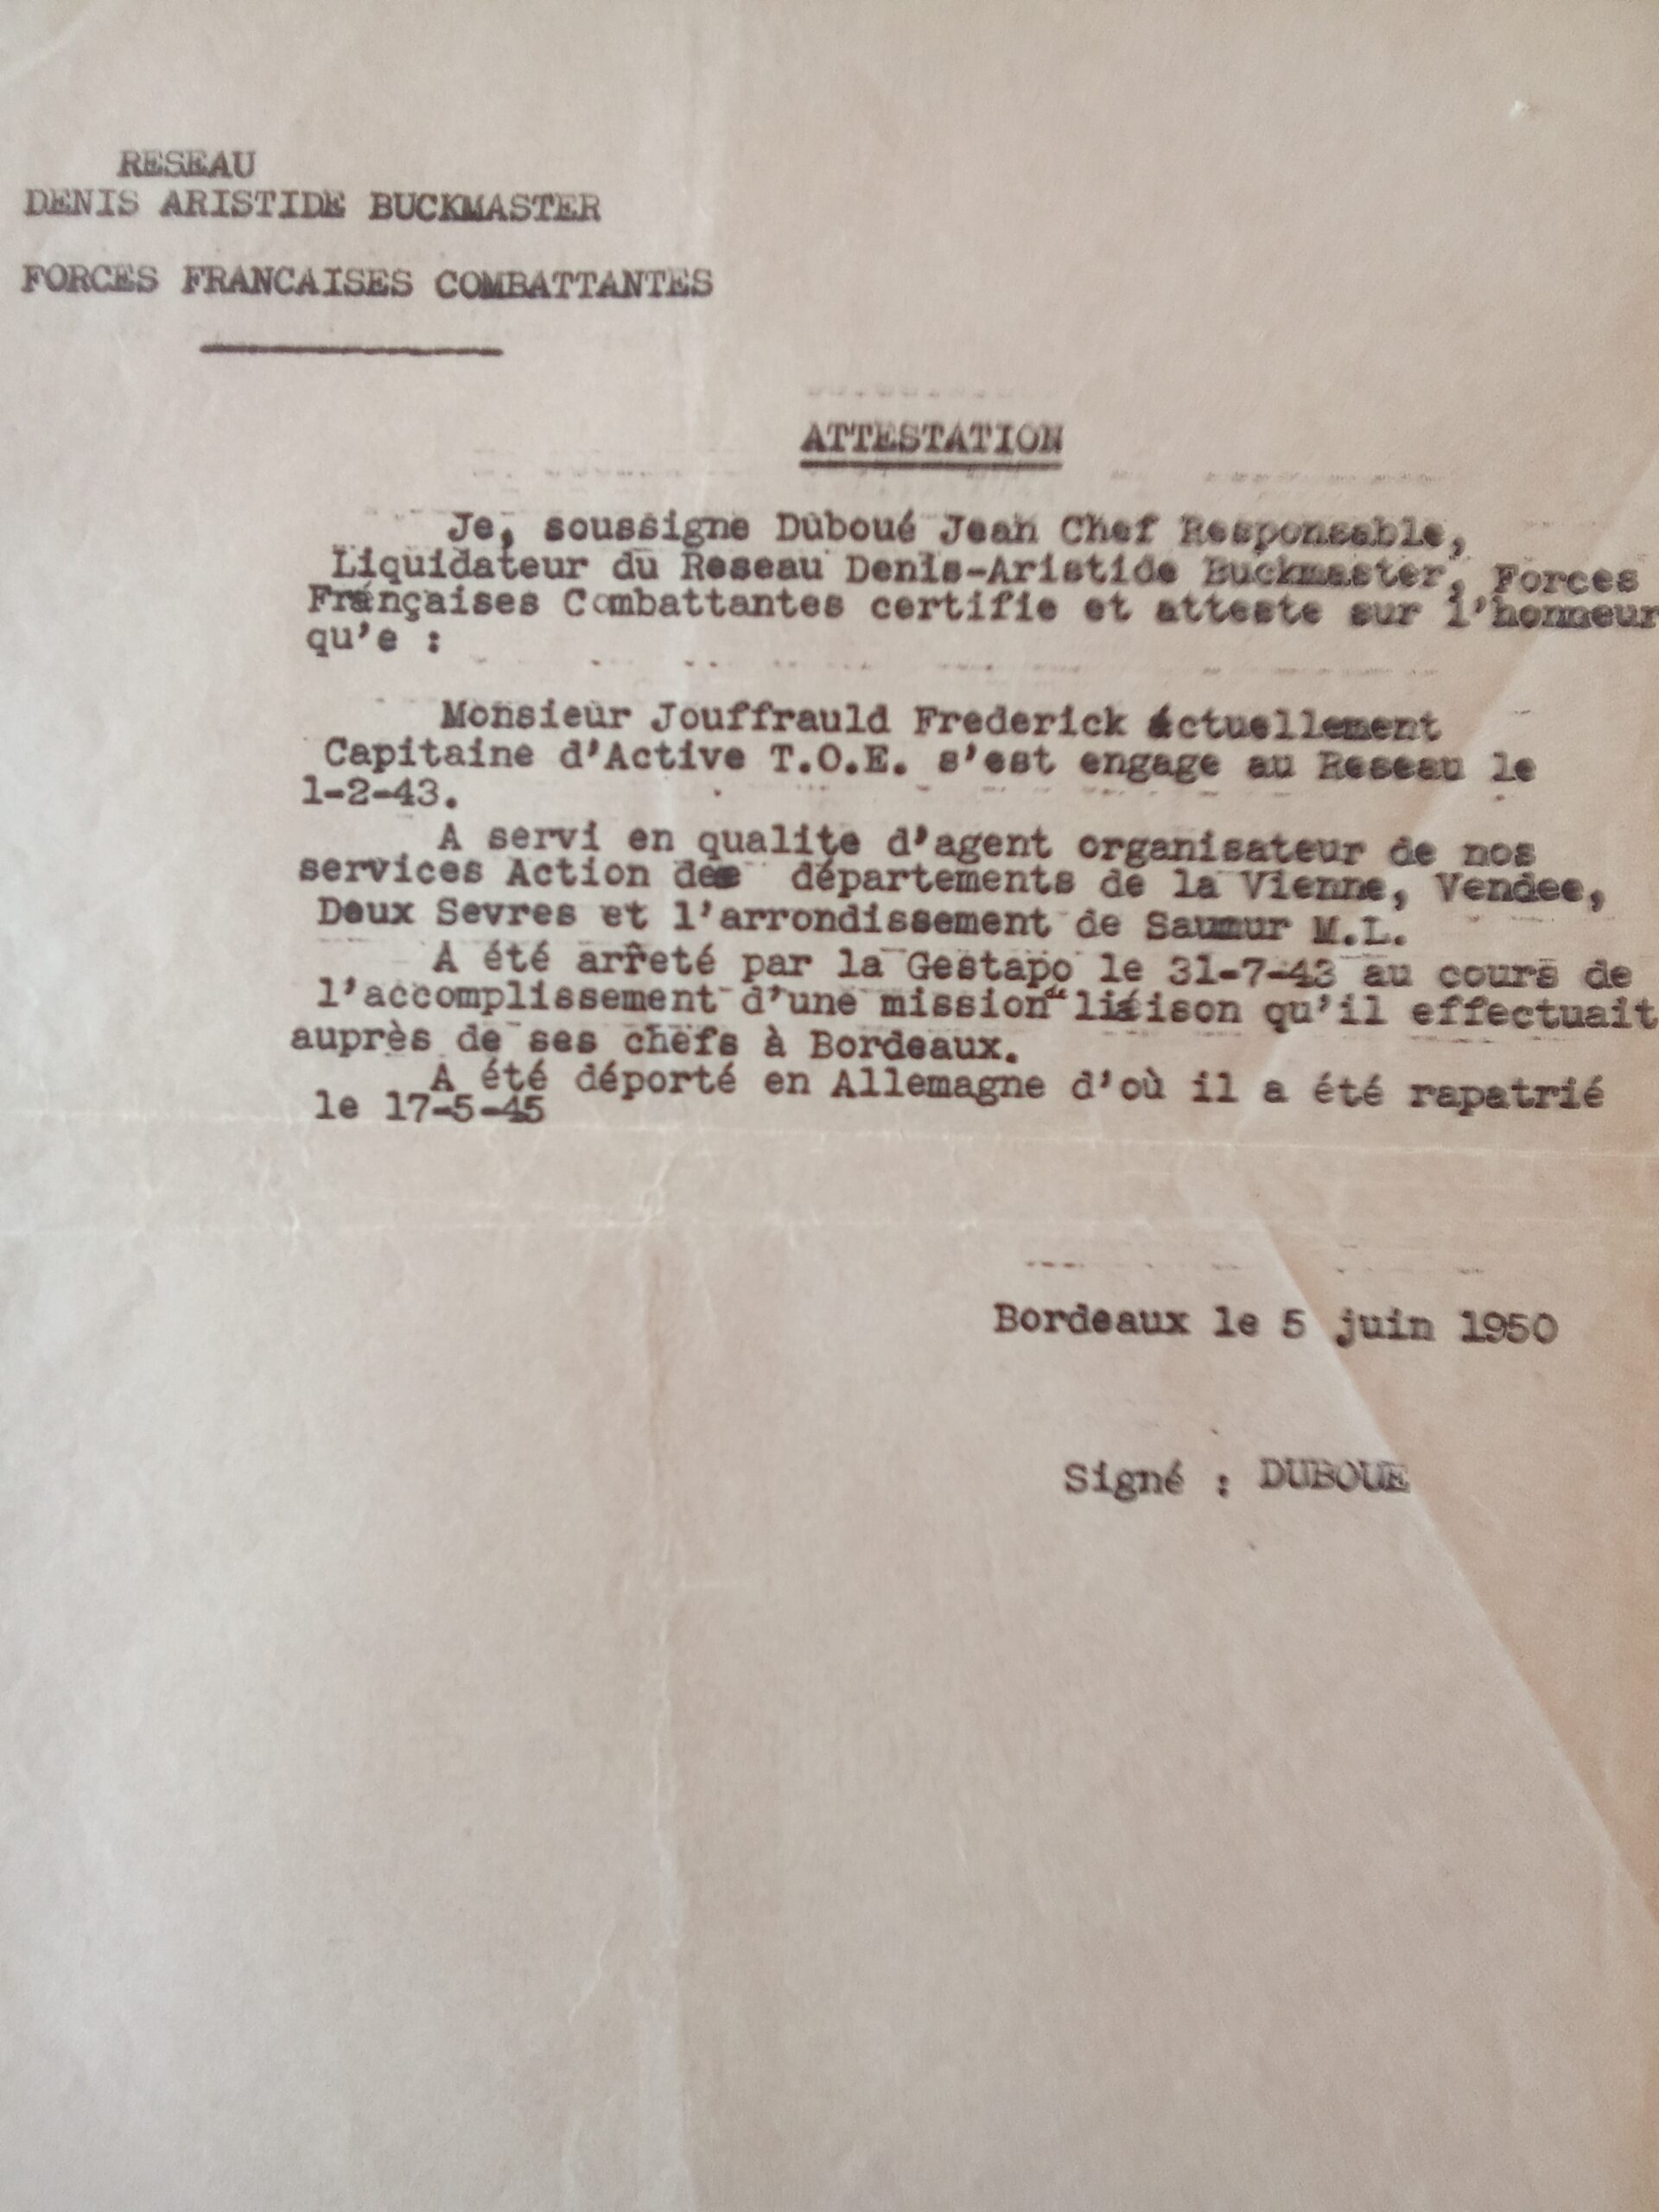 RESEAU
DENIS ARISTIDE BUCKMASTER
FORCES FRANCAISES COMBATTANTES
ATTESTATION
Je, soussigne Duboué Jean Chef Responsable,
Liquidateur du Reseau Denis-Aristide Buckmaster, Forces
Françaises Combattantes certifie et atteste sur l'honneur
qu'e :
Monsieur Jouffrauld Frederick actuellement
Capitaine d'Active T.O.E. s'est engage au Reseau le
1-2-43.
A servi en qualite d'agent organisateur de nos
services Action des départements de la Vienne, Vendee,
Deux Sevres et l'arrondissement de Saumur M.L.
A été arreté par la Gestapo le 31-7-43 au cours de
l'accomplissement d'une mission de liaison qu'il effectuait
auprès de ses chefs à Bordeaux.
A été déporté en Allemagne d'où il a été rapatrié
le 17-5-45
Bordeaux le 5 juin 1950
Signé : DUBOUE